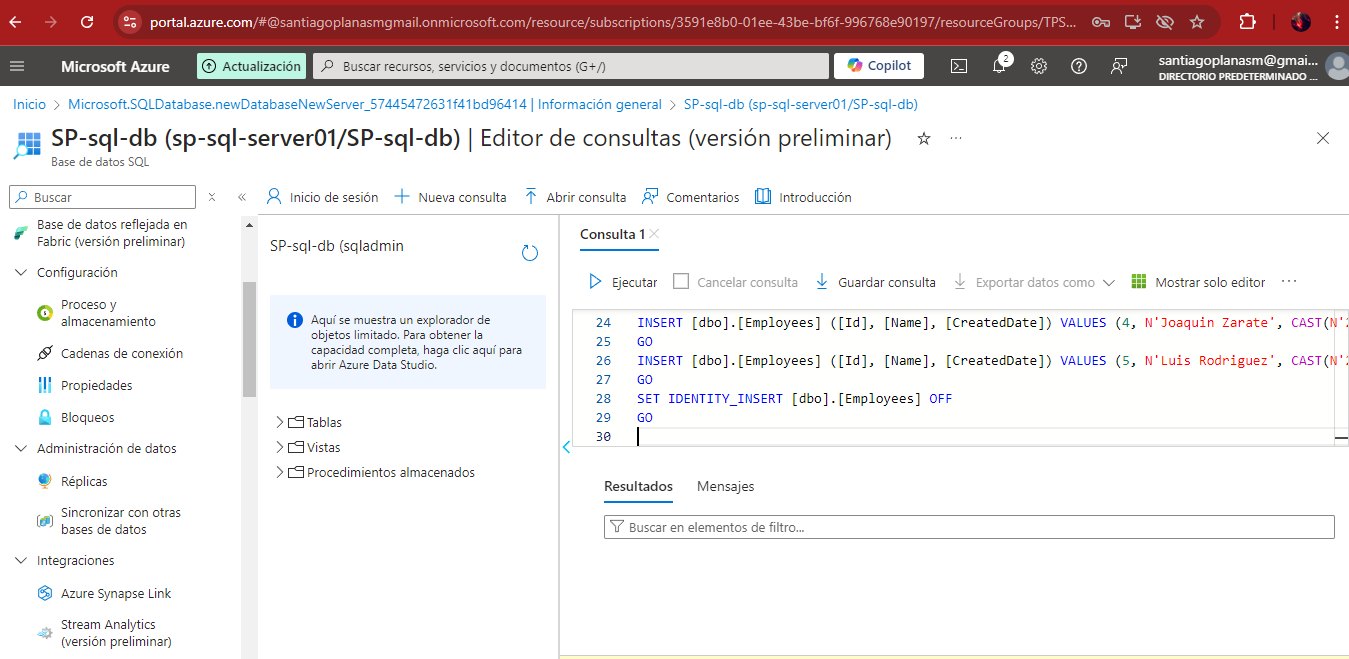 portal.azure.com/#@santiagoplanasmgmail.onmicrosoft.com/resource/subscriptions/3591e8b0-01ee-43be-bf6f-996768e90197/resourceGroups/TPS...
Microsoft Azure
Actualización
Buscar recursos, servicios y documentos (G+/)
Copilot
2
santiagoplanasm@gmai...
DIRECTORIO PREDETERMINADO ...
Inicio > Microsoft.SQLDatabase.newDatabaseNewServer_57445472631f41bd96414 | Información general > SP-sql-db (sp-sql-server01/SP-sql-db)
SP-sql-db (sp-sql-server01/SP-sql-db) | Editor de consultas (versión preliminar)
Base de datos SQL
Buscar
Base de datos reflejada en
Fabric (versión preliminar)
Configuración
Proceso y
almacenamiento
Cadenas de conexión
Propiedades
Bloqueos
Administración de datos
Réplicas
Sincronizar con otras
bases de datos
Integraciones
Azure Synapse Link
Stream Analytics
(versión preliminar)
Inicio de sesión
Nueva consulta
Abrir consulta
Comentarios
Introducción
SP-sql-db (sqladmin
Aquí se muestra un explorador de
objetos limitado. Para obtener la
capacidad completa, haga clic aquí para
abrir Azure Data Studio.
Tablas
Vistas
Procedimientos almacenados
Consulta 1
Ejecutar
Cancelar consulta
Guardar consulta
Exportar datos como
Mostrar solo editor
24 INSERT [dbo].[Employees] ([Id], [Name], [CreatedDate]) VALUES (4, N'Joaquin Zarate', CAST(N'2
25 GO
26 INSERT [dbo].[Employees] ([Id], [Name], [CreatedDate]) VALUES (5, N'Luis Rodriguez', CAST(N'2
27 GO
28 SET IDENTITY_INSERT [dbo].[Employees] OFF
29 GO
30
Resultados
Mensajes
Buscar en elementos de filtro...